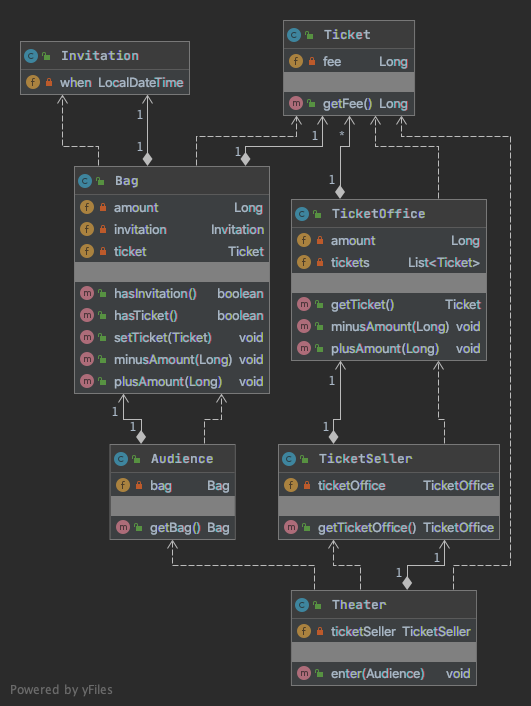 Invitation
when LocalDateTime
Ticket
fee Long
getFee() Long
1
1
1
1
*
1
Bag
amount Long
invitation Invitation
ticket Ticket
hasInvitation() boolean
hasTicket() boolean
setTicket(Ticket) void
minusAmount(Long) void
plusAmount(Long) void
TicketOffice
amount Long
tickets List<Ticket>
getTicket() Ticket
minusAmount(Long) void
plusAmount(Long) void
1
1
1
1
Audience
bag Bag
getBag() Bag
TicketSeller
ticketOffice TicketOffice
getTicketOffice() TicketOffice
1
1
Theater
ticketSeller TicketSeller
enter(Audience) void
Powered by yFiles